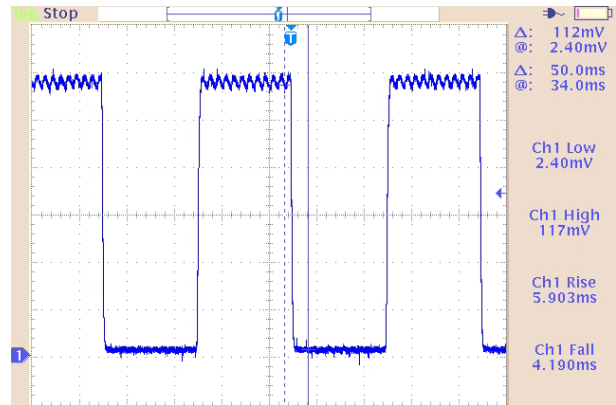 Tek Stop
T
Δ: 112mV
@: 2.40mV
Δ: 50.0ms
@: 34.0ms
Ch1 Low
2.40mV
Ch1 High
117mV
Ch1 Rise
5.903ms
Ch1 Fall
4.190ms
1